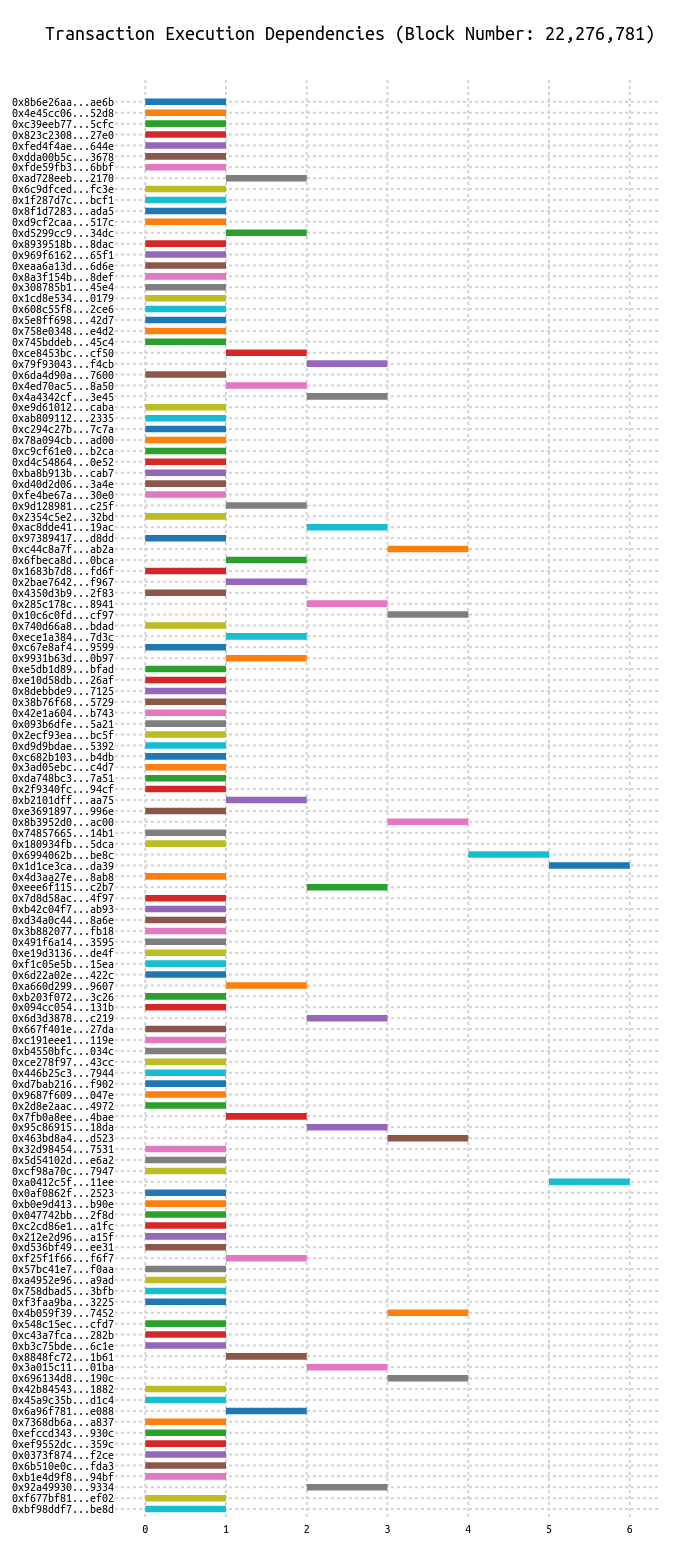 Transaction Execution Dependencies (Block Number: 22,276,781)
0x8b6e26aa...ae6b
0x4e45cc06...52d8
0xc39eeb77...5cfc
0x823c2308...27e0
0xfed4f4ae...644e
0xdda00b5c...3678
0xfde59fb3...6bbf
0xad728eeb...2170
0x6c9dfced...fc3e
0x1f287d7c...bcf1
0x8f1d7283...ada5
0xd9cf2caa...517c
0xd5299cc9...34dc
0x8939518b...8dac
0x969f6162...65f1
0xeaa6a13d...6d6e
0x8a3f154b...8def
0x308785b1...45e4
0x1cd8e534...0179
0x608c55f8...2ce6
0x5e8ff698...42d7
0x758e0348...e4d2
0x745bddeb...45c4
0xce8453bc...cf50
0x79f93043...f4cb
0x6da4d90a...7600
0x4ed70ac5...8a50
0x4a4342cf...3e45
0xe9d61012...caba
0xab809112...2335
0xc294c27b...7c7a
0x78a094cb...ad00
0xc9cf61e0...b2ca
0xd4c54864...0e52
0xba8b913b...cab7
0xd40d2d06...3a4e
0xfe4be67a...30e0
0x9d128981...c25f
0x2354c5e2...32bd
0xac8dde41...19ac
0x97389417...d8dd
0xc44c8a7f...ab2a
0x6fbeca8d...0bca
0x1683b7d8...fd6f
0x2bae7642...f967
0x4350d3b9...2f83
0x285c178c...8941
0x10c6c0fd...cf97
0x740d66a8...bdad
0xece1a384...7d3c
0xc67e8af4...9599
0x9931b63d...0b97
0xe5db1d89...bfad
0xe10d58db...26af
0x8debbde9...7125
0x38b76f68...5729
0x42e1a604...b743
0x093b6dfe...5a21
0x2ecf93ea...bc5f
0xd9d9bdae...5392
0xc682b103...b4db
0x3ad05ebc...c4d7
0xda748bc3...7a51
0x2f9340fc...94cf
0xb2101dff...aa75
0xe3691897...996e
0x8b3952d0...ac00
0x74857665...14b1
0x180934fb...5dca
0x6994062b...be8c
0x1d1ce3ca...da39
0x4d3aa27e...8ab8
0xeee6f115...c2b7
0x7d8d58ac...4f97
0xb42c04f7...ab93
0xd34a0c44...8a6e
0x3b882077...fb18
0x491f6a14...3595
0xe19d3136...de4f
0xf1c05e5b...15ea
0x6d22a02e...422c
0xa660d299...9607
0xb203f072...3c26
0x094cc054...131b
0x6d3d3878...c219
0x667f401e...27da
0xc191eee1...119e
0xb4550bfc...034c
0xce278f97...43cc
0x446b25c3...7944
0xd7bab216...f902
0x9687f609...047e
0x2d8e2aac...4972
0x7fb0a8ee...4bae
0x95c86915...18da
0x463bd8a4...d523
0x32d98454...7531
0x5d54102d...e6a2
0xcf98a70c...7947
0xa0412c5f...11ee
0x0af0862f...2523
0xb0e9d413...b90e
0x047742bb...2f8d
0xc2cd86e1...a1fc
0x212e2d96...a15f
0xd536bf49...ee31
0xf25f1f66...f6f7
0x57bc41e7...f0aa
0xa4952e96...a9ad
0x758dbad5...3bfb
0xf3faa9ba...3225
0x4b059f39...7452
0x548c15ec...cfd7
0xc43a7fca...282b
0xb3c75bde...6c1e
0x8848fc72...1b61
0x3a015c11...01ba
0x696134d8...190c
0x42b84543...1882
0x45a9c35b...d1c4
0x6a96f781...e088
0x7368db6a...a837
0xefccd343...930c
0xef9552dc...359c
0x0373f874...f2ce
0x6b510e0c...fda3
0xb1e4d9f8...94bf
0x92a49930...9334
0xf677bf81...ef02
0xbf98ddf7...be8d
0 1 2 3 4 5 6